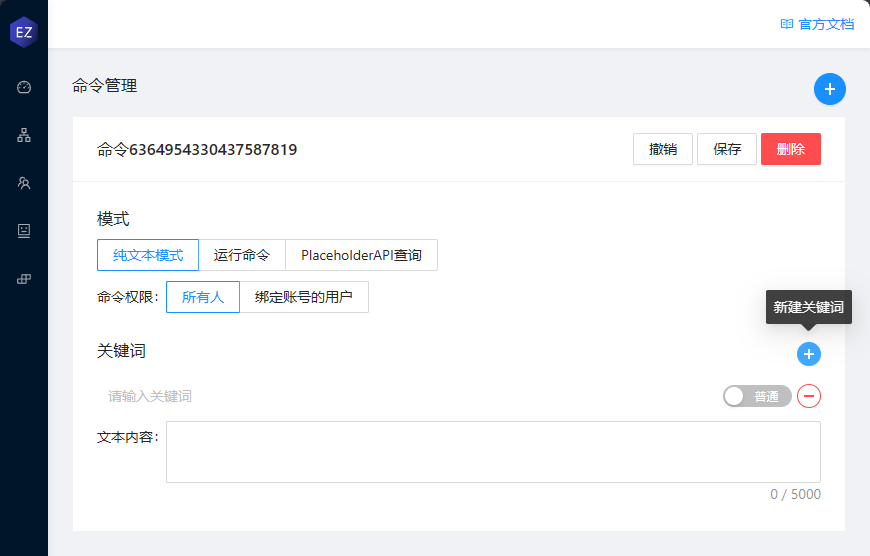 EZ
官方文档
命令管理
命令6364954330437587819
撤销 保存 删除
模式
纯文本模式 运行命令 PlaceholderAPI查询
命令权限: 所有人 绑定账号的用户
新建关键词
关键词
请输入关键词 普通
文本内容:
0 / 5000